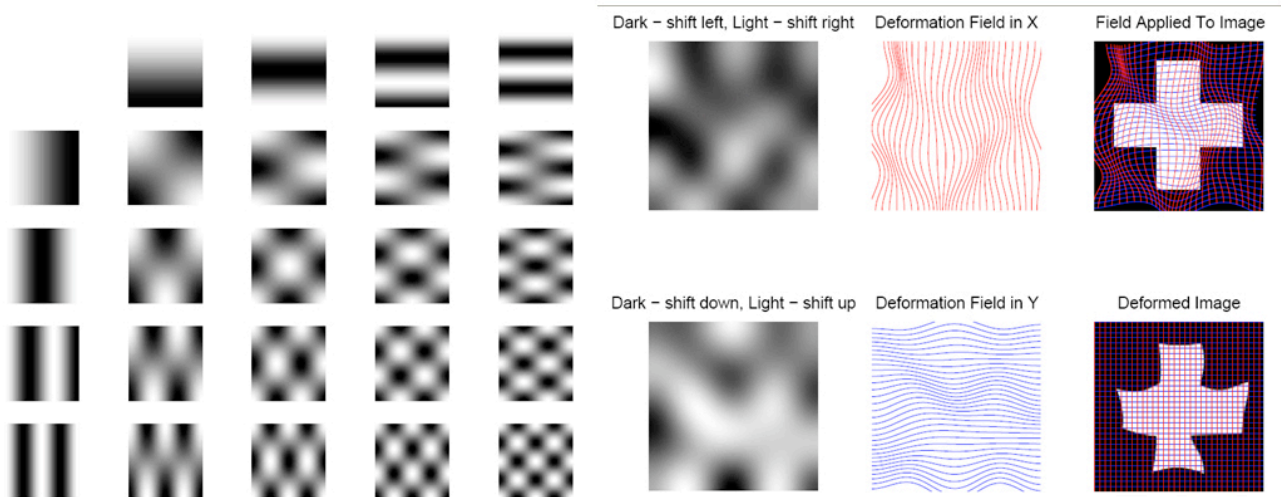 Dark − shift left, Light − shift right
Deformation Field in X
Field Applied To Image
Dark − shift down, Light − shift up
Deformation Field in Y
Deformed Image